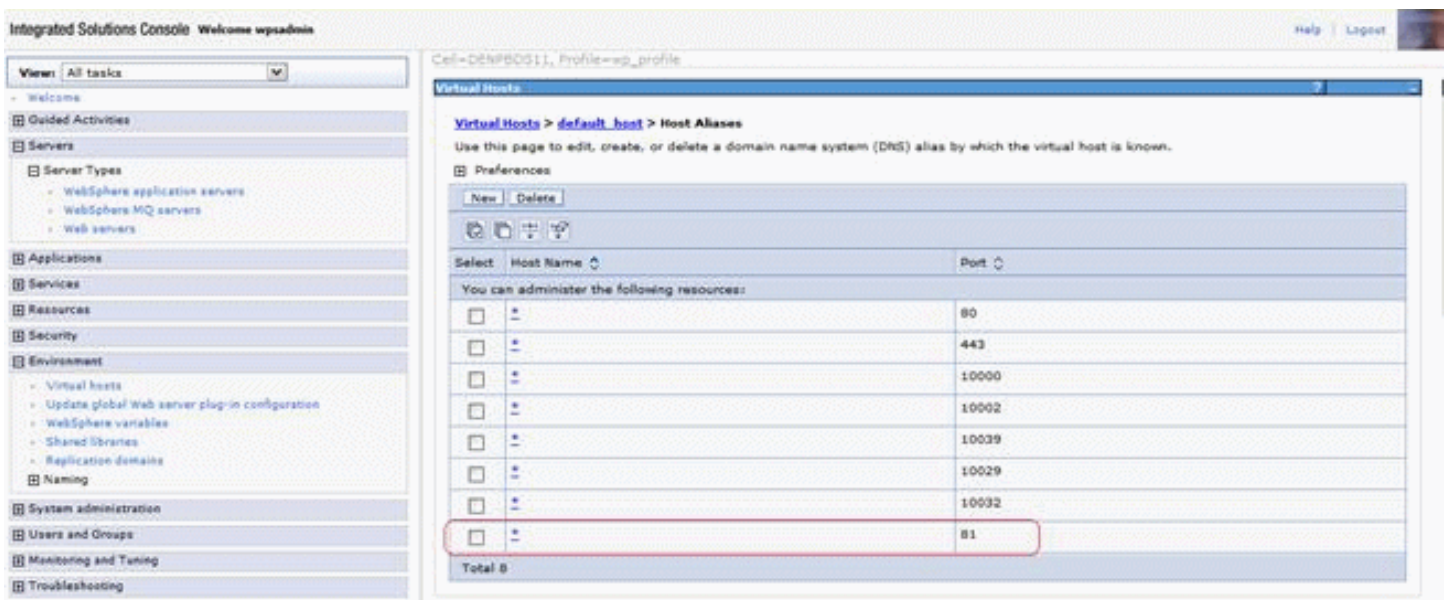 Integrated Solutions Console Welcome wpsadmin
Help Logout
View: All tasks
Welcome
Guided Activities
Servers
Server Types
WebSphere application servers
WebSphere MQ servers
Web servers
Applications
Services
Resources
Security
Environment
Virtual hosts
Update global Web server plug-in configuration
WebSphere variables
Shared libraries
Replication domains
Naming
System administration
Users and Groups
Monitoring and Tuning
Troubleshooting
Profile=wp_profile
Virtual Hosts ? -
Virtual Hosts > default_host > Host Aliases
Use this page to edit, create, or delete a domain name system (DNS) alias by which the virtual host is known.
Preferences
New Delete
Select Host Name Port
You can administer the following resources:
* 80
* 443
* 10000
* 10002
* 10039
* 10029
* 10032
* 81
Total 8